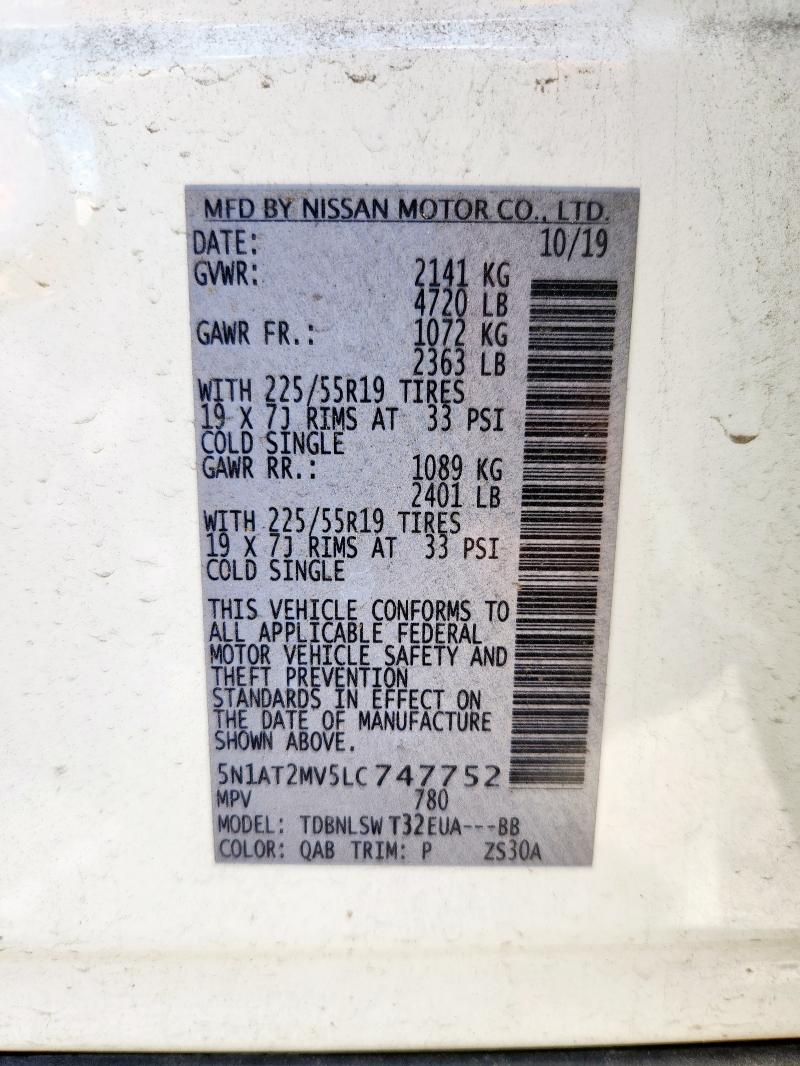 MFD BY NISSAN MOTOR CO., LTD.
DATE: 10/19
GVWR: 2141 KG
4720 LB
GAWR FR.: 1072 KG
2363 LB
WITH 225/55R19 TIRES
19 X 7J RIMS AT 33 PSI
COLD SINGLE
GAWR RR.: 1089 KG
2401 LB
WITH 225/55R19 TIRES
19 X 7J RIMS AT 33 PSI
COLD SINGLE
THIS VEHICLE CONFORMS TO
ALL APPLICABLE FEDERAL
MOTOR VEHICLE SAFETY AND
THEFT PREVENTION
STANDARDS IN EFFECT ON
THE DATE OF MANUFACTURE
SHOWN ABOVE.
5N1AT2MV5LC747752
MPV 780
MODEL: TDBNLSWT32EUA---BB
COLOR: QAB TRIM: P ZS30A